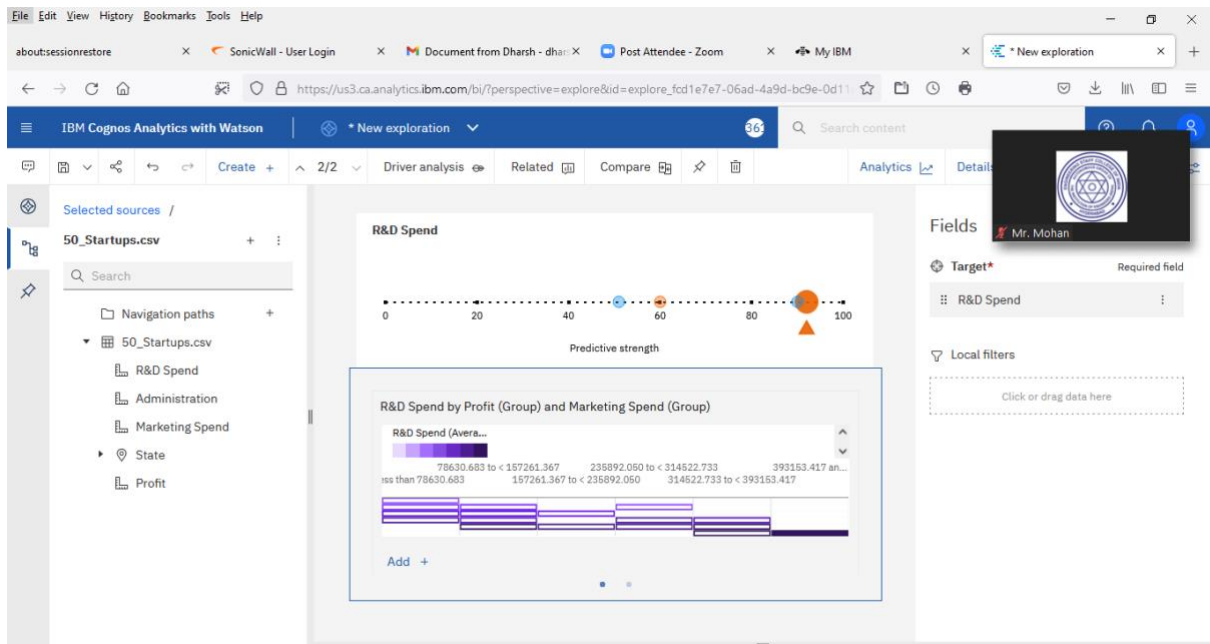 File Edit View History Bookmarks Tools Help
about:sessionrestore SonicWall - User Login Document from Dharsh - dhar Post Attendee - Zoom My IBM * New exploration
https://us3.ca.analytics.ibm.com/bi/?perspective=explore&id=explore_fcd1e7e7-06ad-4a9d-bc9e-0d11
IBM Cognos Analytics with Watson * New exploration 361 Search content
Create + 2/2 Driver analysis Related Compare Analytics Details
Selected sources /
50_Startups.csv
Search
Navigation paths
50_Startups.csv
R&D Spend
Administration
Marketing Spend
State
Profit
R&D Spend
0 20 40 60 80 100
Predictive strength
R&D Spend by Profit (Group) and Marketing Spend (Group)
R&D Spend (Avera...
78630.683 to < 157261.367 235892.050 to < 314522.733 393153.417 an...
ess than 78630.683 157261.367 to < 235892.050 314522.733 to < 393153.417
Add +
Fields
Mr. Mohan
Target* Required field
R&D Spend
Local filters
Click or drag data here